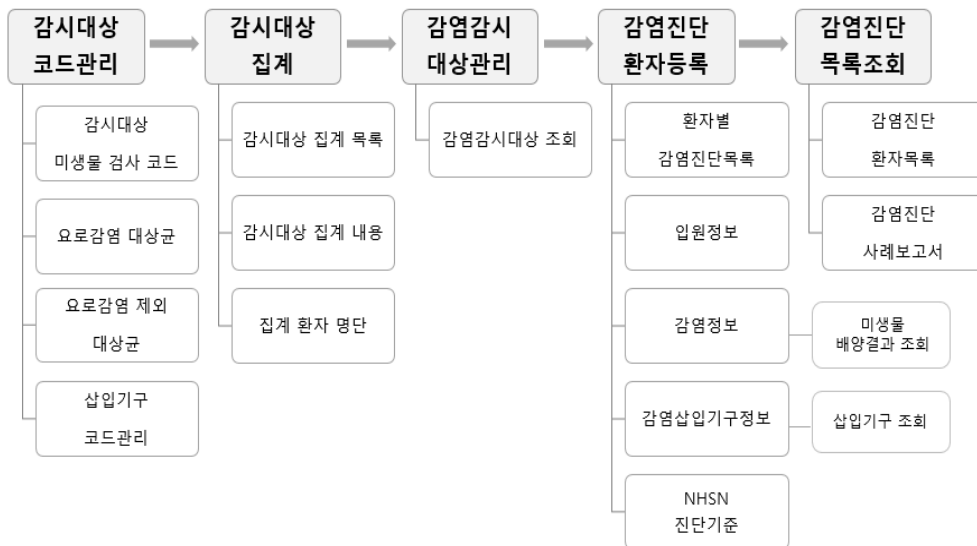 감시대상
코드관리
감시대상
집계
감염감시
대상관리
감염진단
환자등록
감염진단
목록조회
감시대상
미생물 검사 코드
요로감염 대상균
요로감염 제외
대상균
삽입기구
코드관리
감시대상 집계 목록
감시대상 집계 내용
집계 환자 명단
감염감시대상 조회
환자별
감염진단목록
입원정보
감염정보
미생물
배양결과 조회
감염삽입기구정보
삽입기구 조회
NHSN
진단기준
감염진단
환자목록
감염진단
사례보고서